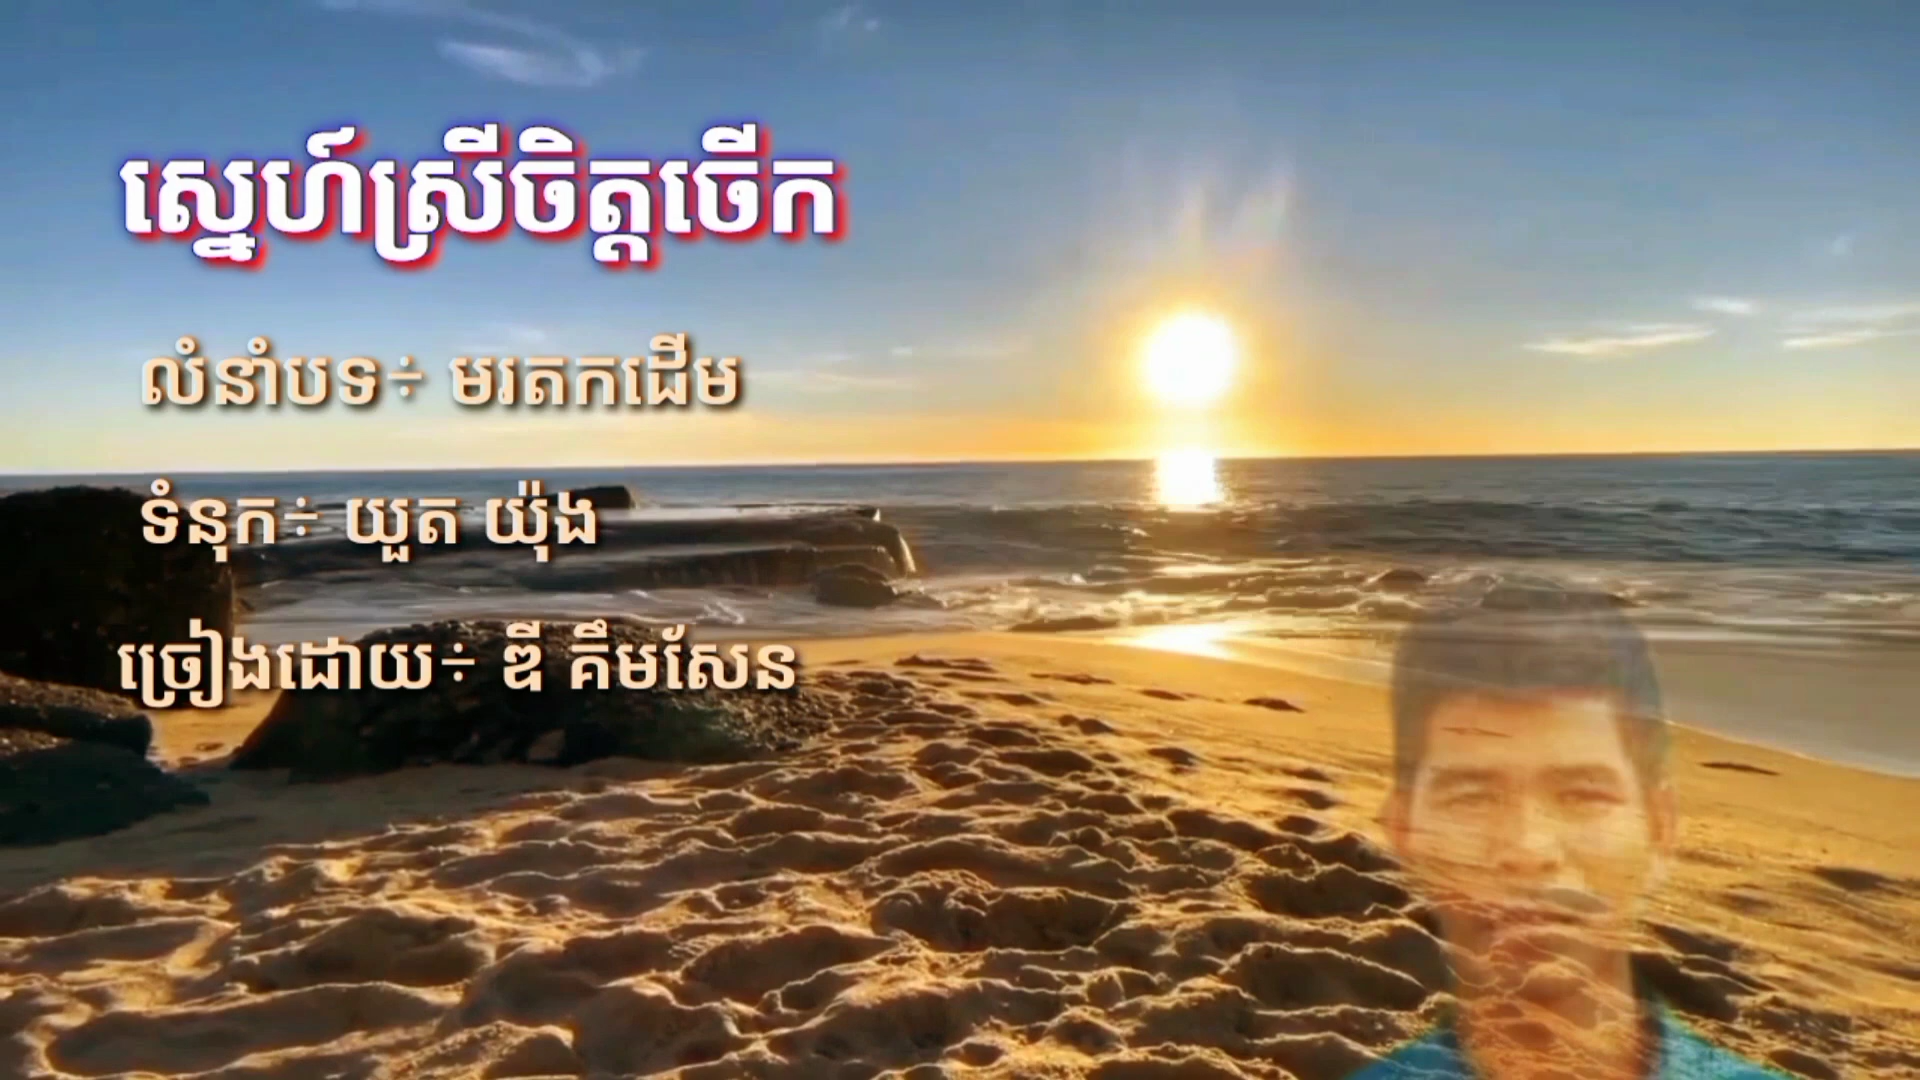 ស្នេហ៍ស្រីចិត្តចើក
លំនាំបទ÷ មរតកដើម
ទំនុក÷ យួត យ៉ុង
ច្រៀងដោយ÷ ឌី គឹមសែន